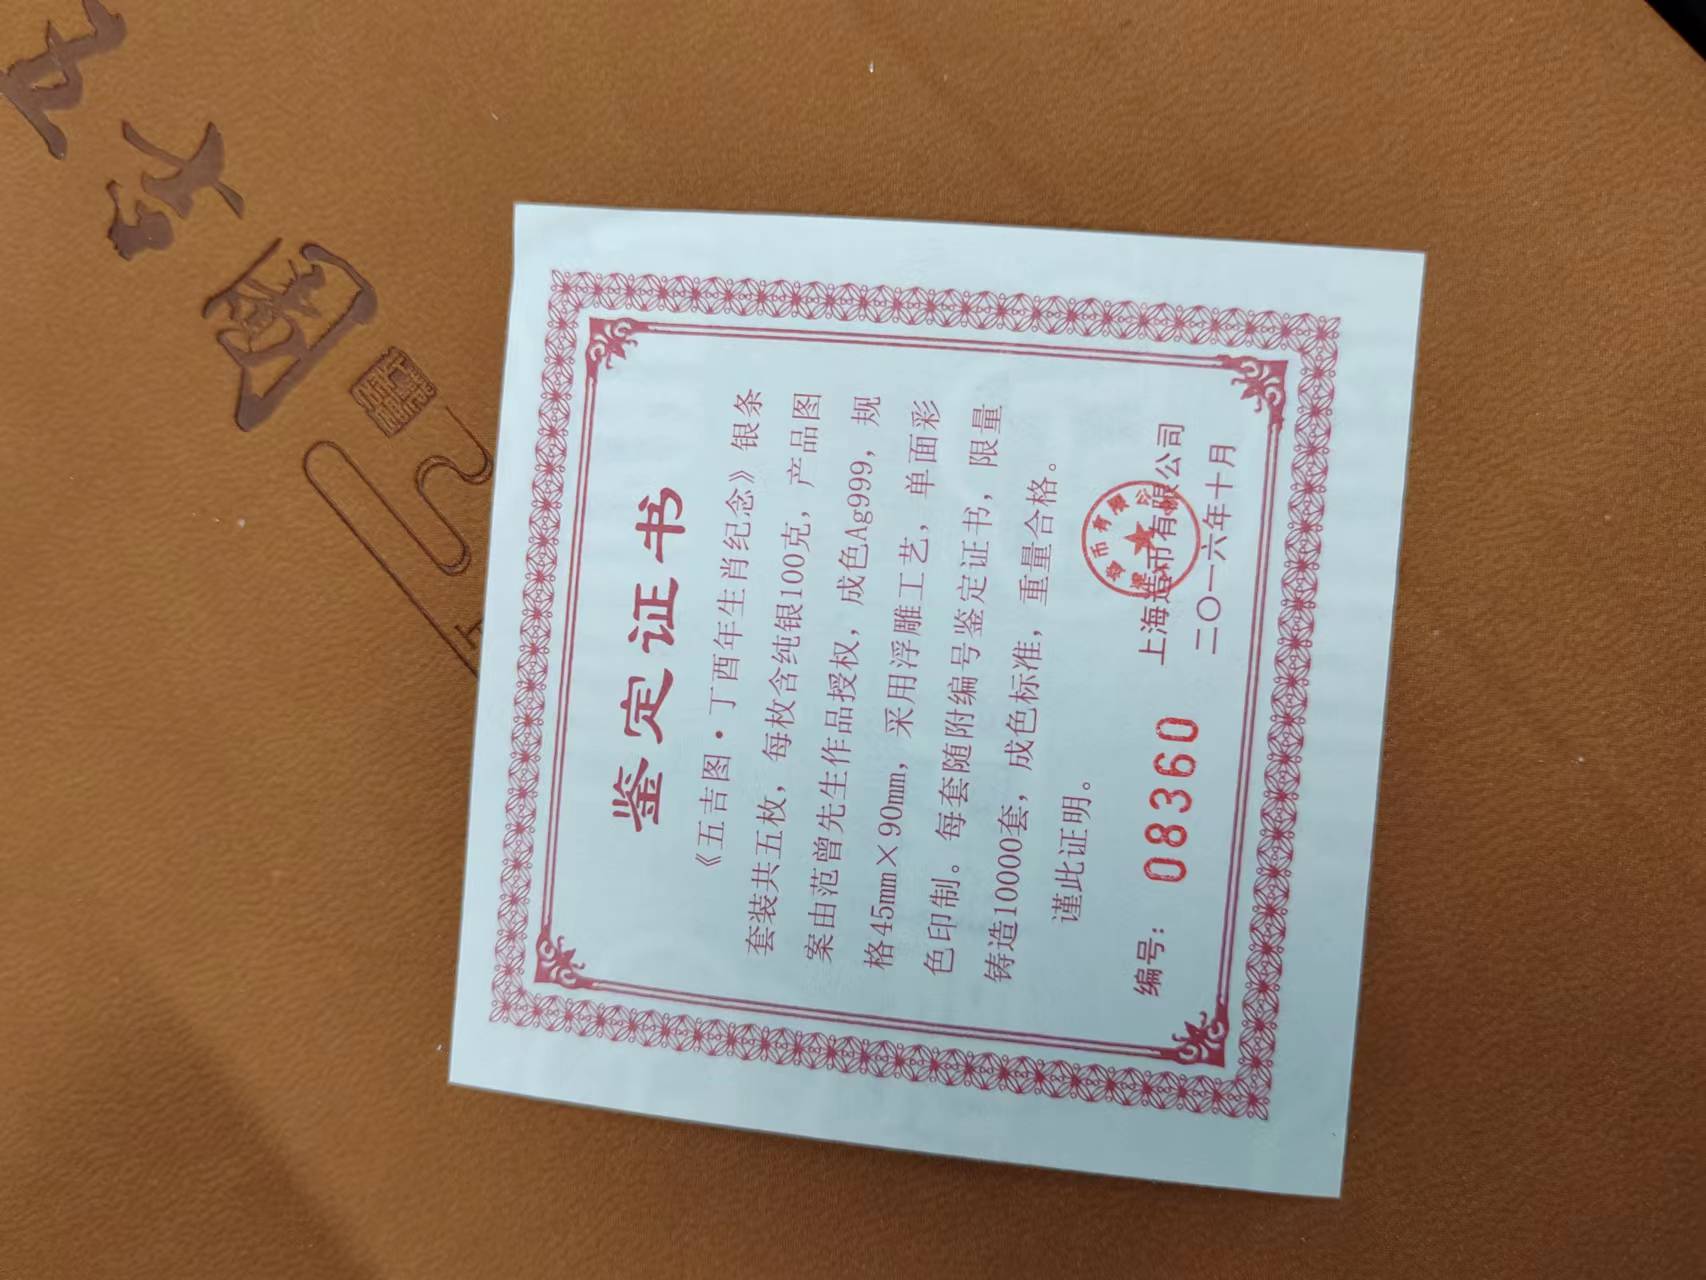 五吉圖
鉴定证书
《五吉图·丁酉年生肖纪念》银条
套装共五枚，每枚含纯银100克，产品图
案由范曾先生作品授权，成色Ag999，规
格45mm×90mm，采用浮雕工艺，单面彩
色印制。每套随附编号鉴定证书，限量
铸造10000套，成色标准，重量合格。
谨此证明。
上海造币有限公司
编号：08360
二〇一六年十月